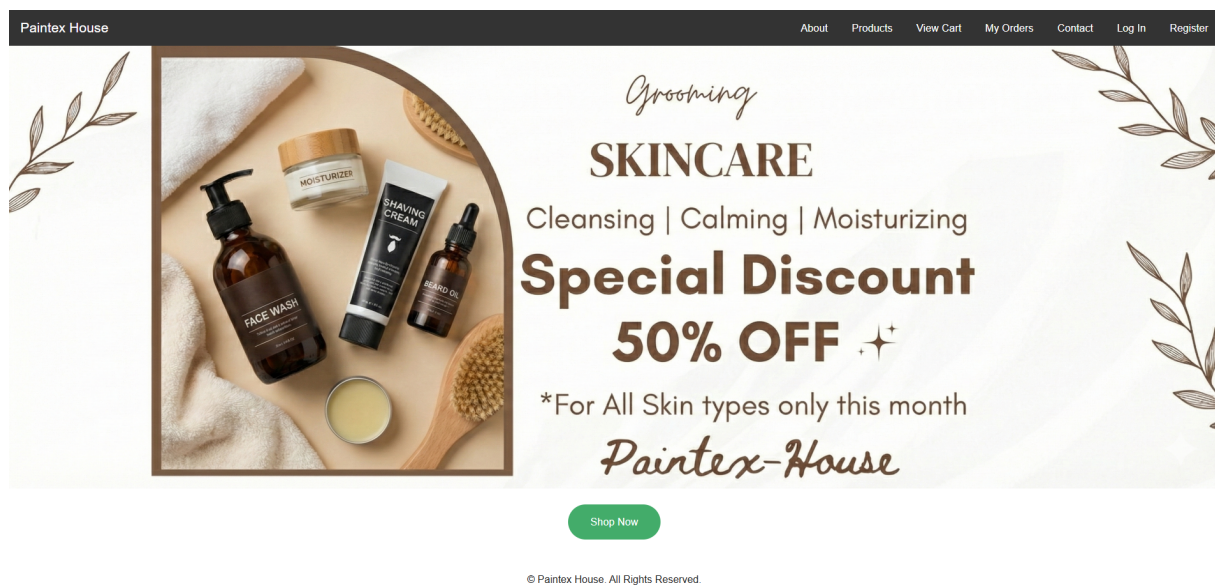 Paintex House
About
Products
View Cart
My Orders
Contact
Log In
Register
Grooming
SKINCARE
Cleansing | Calming | Moisturizing
Special Discount
50% OFF
*For All Skin types only this month
Paintex-House
MOISTURIZER
SHAVING
CREAM
BEARD OIL
FACE WASH
Shop Now
© Paintex House. All Rights Reserved.